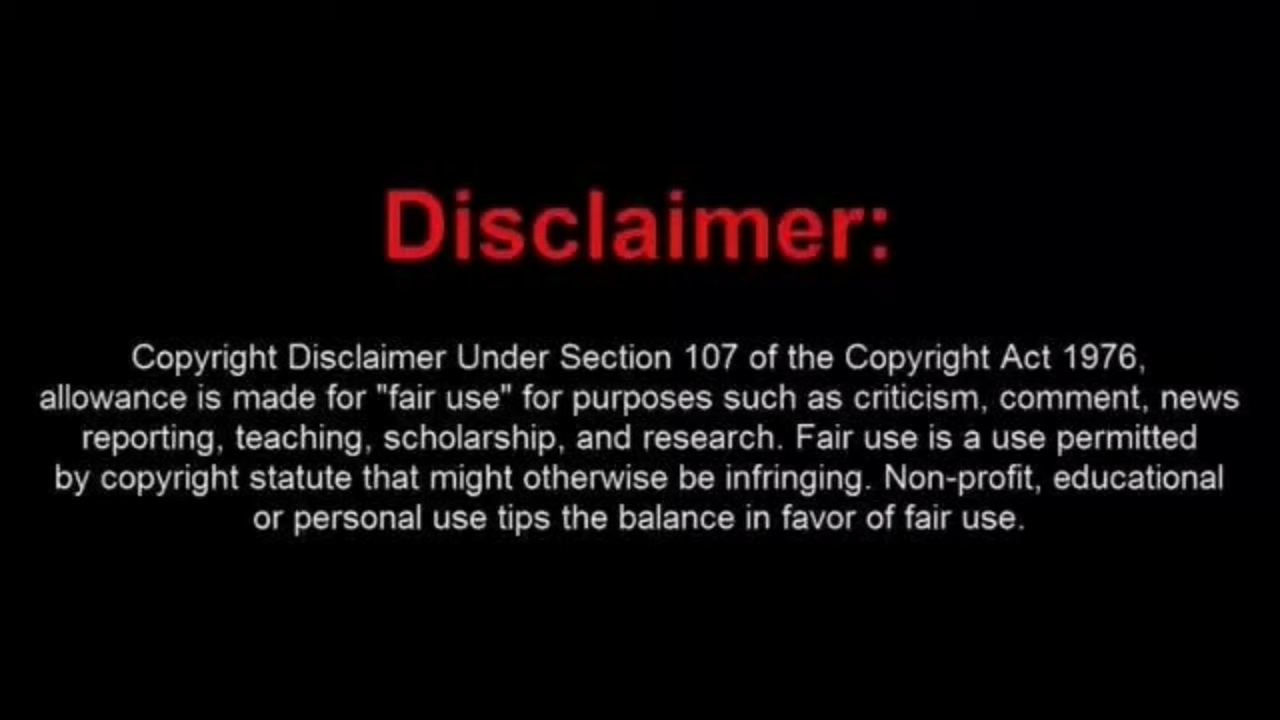 Disclaimer:
Copyright Disclaimer Under Section 107 of the Copyright Act 1976,
allowance is made for "fair use" for purposes such as criticism, comment, news
reporting, teaching, scholarship, and research. Fair use is a use permitted
by copyright statute that might otherwise be infringing. Non-profit, educational
or personal use tips the balance in favor of fair use.